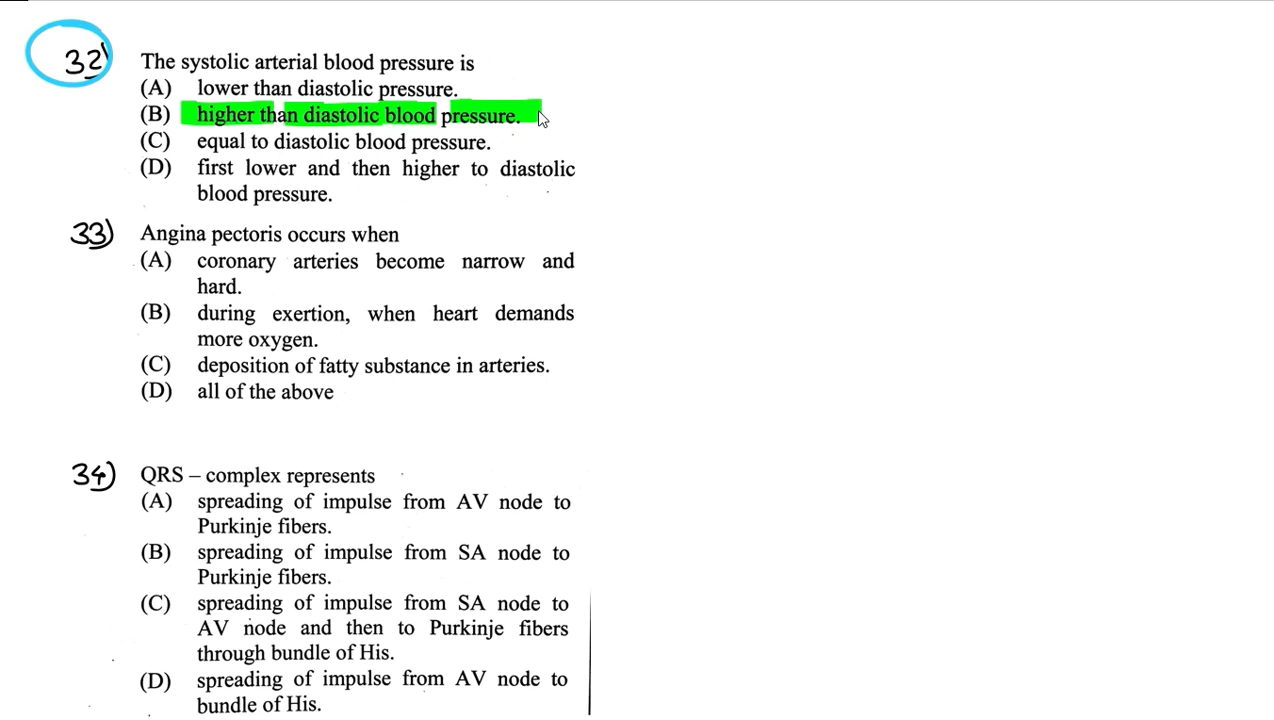 32) The systolic arterial blood pressure is
(A) lower than diastolic pressure.
(B) higher than diastolic blood pressure.
(C) equal to diastolic blood pressure.
(D) first lower and then higher to diastolic
blood pressure.
33) Angina pectoris occurs when
(A) coronary arteries become narrow and
hard.
(B) during exertion, when heart demands
more oxygen.
(C) deposition of fatty substance in arteries.
(D) all of the above
34) QRS – complex represents
(A) spreading of impulse from AV node to
Purkinje fibers.
(B) spreading of impulse from SA node to
Purkinje fibers.
(C) spreading of impulse from SA node to
AV node and then to Purkinje fibers
through bundle of His.
(D) spreading of impulse from AV node to
bundle of His.